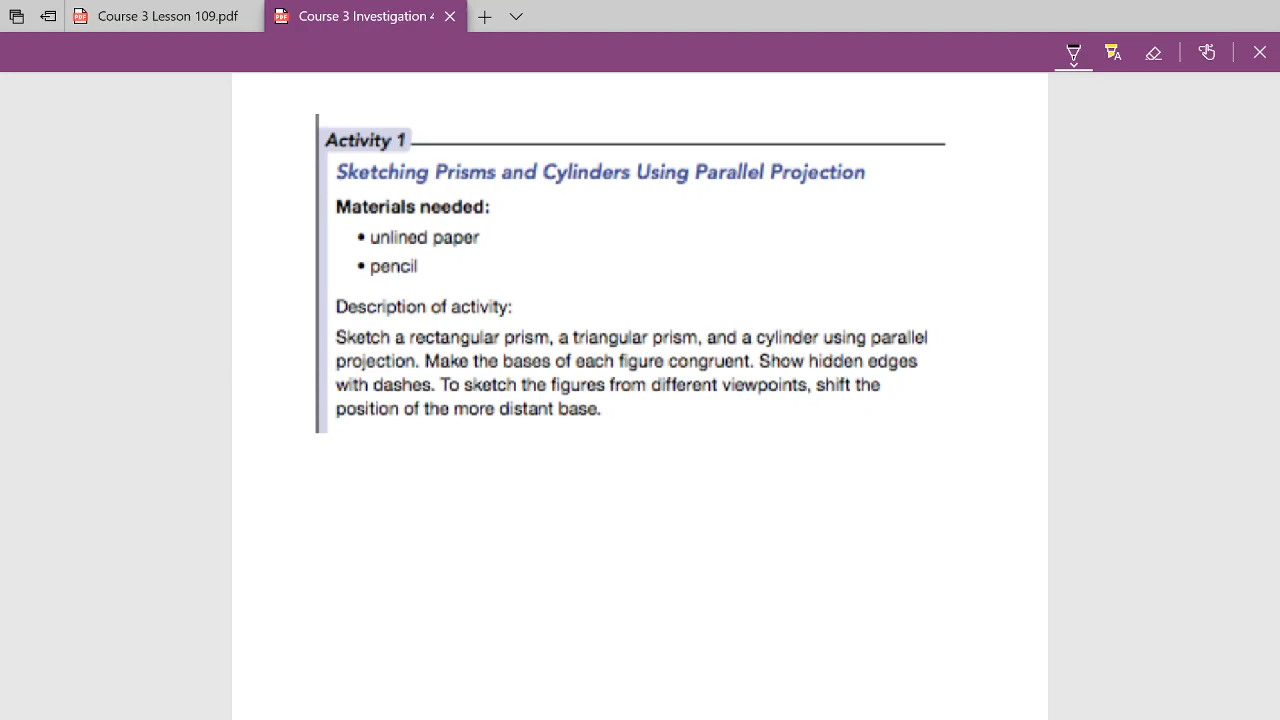 Course 3 Lesson 109.pdf
Course 3 Investigation 4
Activity 1
Sketching Prisms and Cylinders Using Parallel Projection
Materials needed:
• unlined paper
• pencil
Description of activity:
Sketch a rectangular prism, a triangular prism, and a cylinder using parallel
projection. Make the bases of each figure congruent. Show hidden edges
with dashes. To sketch the figures from different viewpoints, shift the
position of the more distant base.